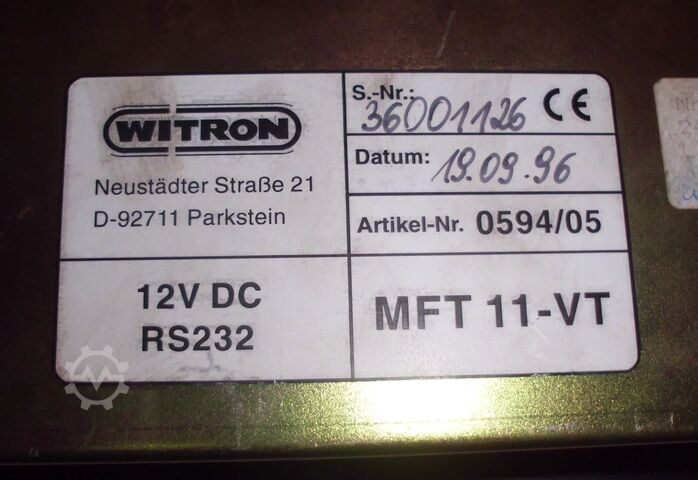 WITRON
Neustädter Straße 21
D-92711 Parkstein
S.-Nr.: 36001126 CE
Datum: 19.09.96
Artikel-Nr. 0594/05
12V DC
RS232
MFT 11-VT